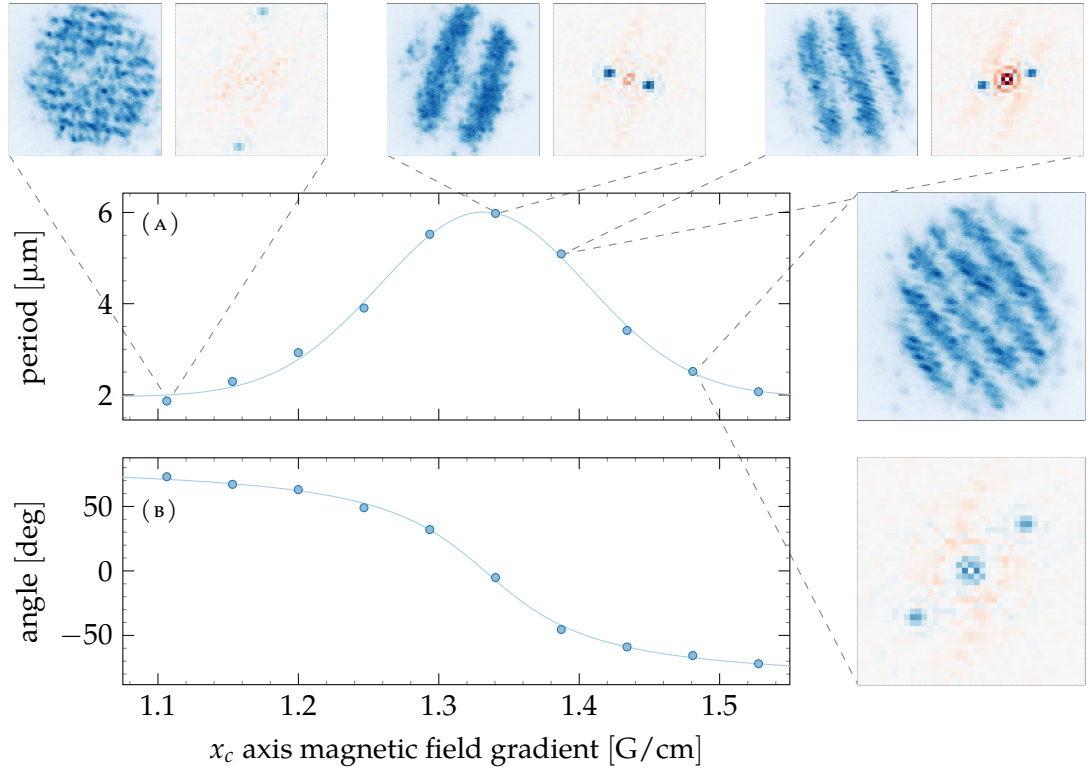 (A)
period [μm]
6
4
2
(B)
angle [deg]
50
0
−50
1.1 1.2 1.3 1.4 1.5
x_c axis magnetic field gradient [G/cm]